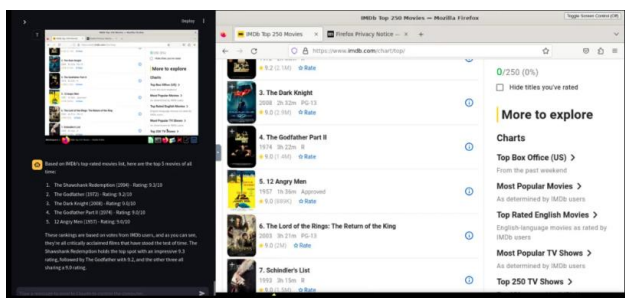 Deploy
Based on IMDb's top-rated movies list, here are the top 5 movies of all
time:
1. The Shawshank Redemption (1994) - Rating: 9.2/10
2. The Godfather (1972) - Rating: 9.2/10
3. The Dark Knight (2008) - Rating: 9.0/10
4. The Godfather Part II (1974) - Rating: 9.0/10
5. 12 Angry Men (1957) - Rating: 9.0/10
These rankings are based on votes from IMDb users, and as you can see,
they're all critically acclaimed films that have stood the test of time. The
Shawshank Redemption holds the top spot with an impressive 9.3
rating, followed by The Godfather with 9.2, and the other three all
sharing a 9.0 rating.
IMDb Top 250 Movies — Mozilla Firefox
Toggle Screen Control (Off)
IMDb Top 250 Movies
Firefox Privacy Notice
https://www.imdb.com/chart/top/
9.2 (2.1M) Rate
3. The Dark Knight
2008 2h 32m PG-13
9.0 (2.9M) Rate
4. The Godfather Part II
1974 3h 22m R
9.0 (1.4M) Rate
5. 12 Angry Men
1957 1h 36m Approved
9.0 Rate
6. The Lord of the Rings: The Return of the King
2003 3h 21m PG-13
9.0 (2M) Rate
7. Schindler's List
1993 3h 15m R
0/250 (0%)
Hide titles you've rated
More to explore
Charts
Top Box Office (US)
From the past weekend
Most Popular Movies
As determined by IMDb users
Top Rated English Movies
English-language movies as rated by
IMDb users
Most Popular TV Shows
As determined by IMDb users
Top 250 TV Shows